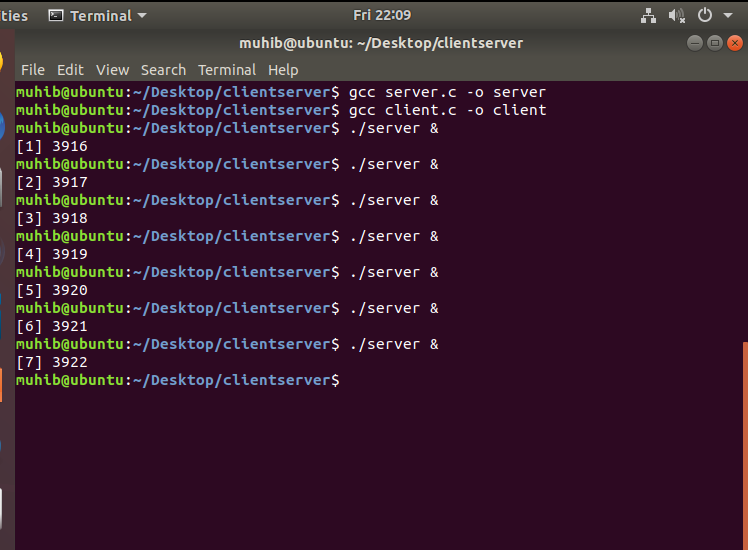 ities Terminal Fri 22:09
muhib@ubuntu: ~/Desktop/clientserver
File Edit View Search Terminal Help
muhib@ubuntu:~/Desktop/clientserver$ gcc server.c -o server
muhib@ubuntu:~/Desktop/clientserver$ gcc client.c -o client
muhib@ubuntu:~/Desktop/clientserver$ ./server &
[1] 3916
muhib@ubuntu:~/Desktop/clientserver$ ./server &
[2] 3917
muhib@ubuntu:~/Desktop/clientserver$ ./server &
[3] 3918
muhib@ubuntu:~/Desktop/clientserver$ ./server &
[4] 3919
muhib@ubuntu:~/Desktop/clientserver$ ./server &
[5] 3920
muhib@ubuntu:~/Desktop/clientserver$ ./server &
[6] 3921
muhib@ubuntu:~/Desktop/clientserver$ ./server &
[7] 3922
muhib@ubuntu:~/Desktop/clientserver$